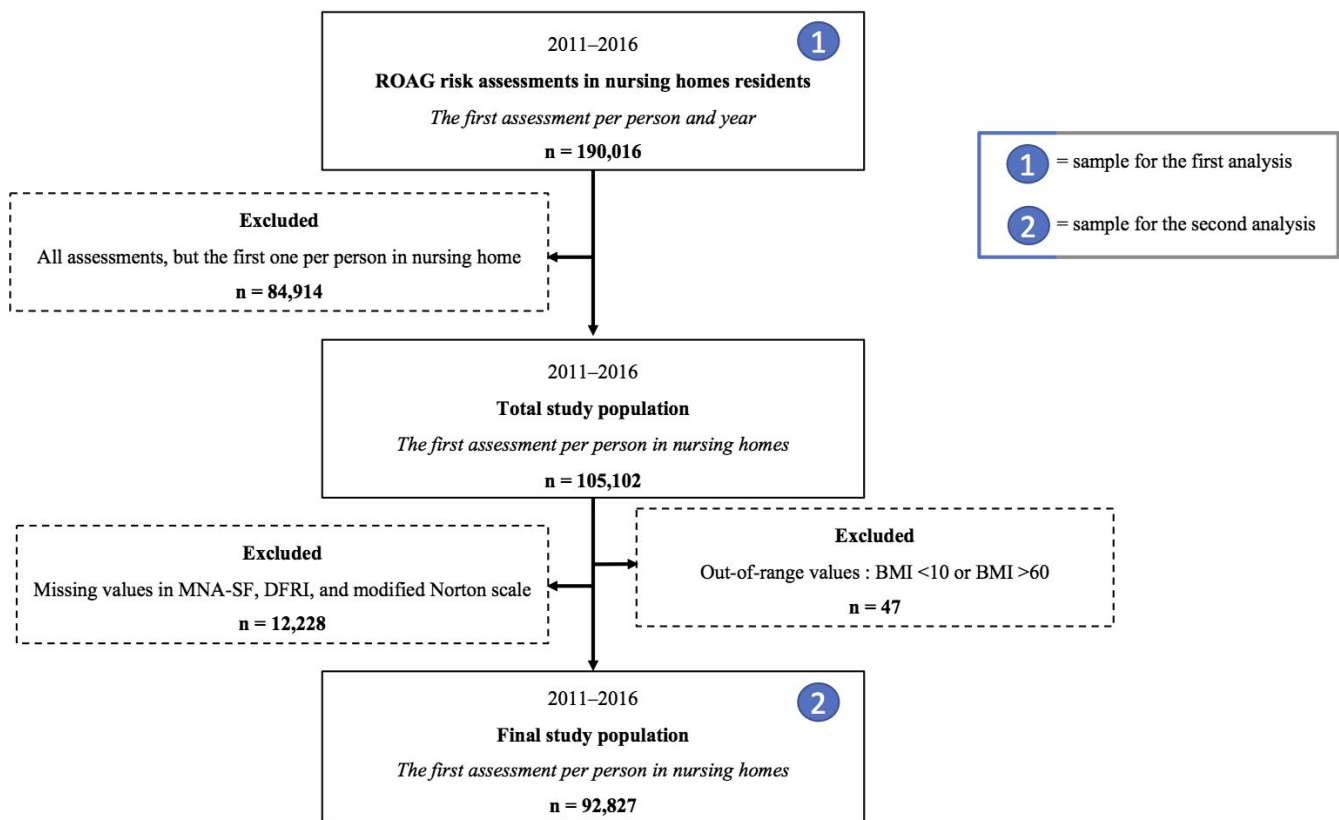 2011–2016
1
ROAG risk assessments in nursing homes residents
The first assessment per person and year
n = 190,016
1 = sample for the first analysis
2 = sample for the second analysis
Excluded
All assessments, but the first one per person in nursing home
n = 84,914
2011–2016
Total study population
The first assessment per person in nursing homes
n = 105,102
Excluded
Missing values in MNA-SF, DFRI, and modified Norton scale
n = 12,228
Excluded
Out-of-range values : BMI <10 or BMI >60
n = 47
2011–2016
2
Final study population
The first assessment per person in nursing homes
n = 92,827